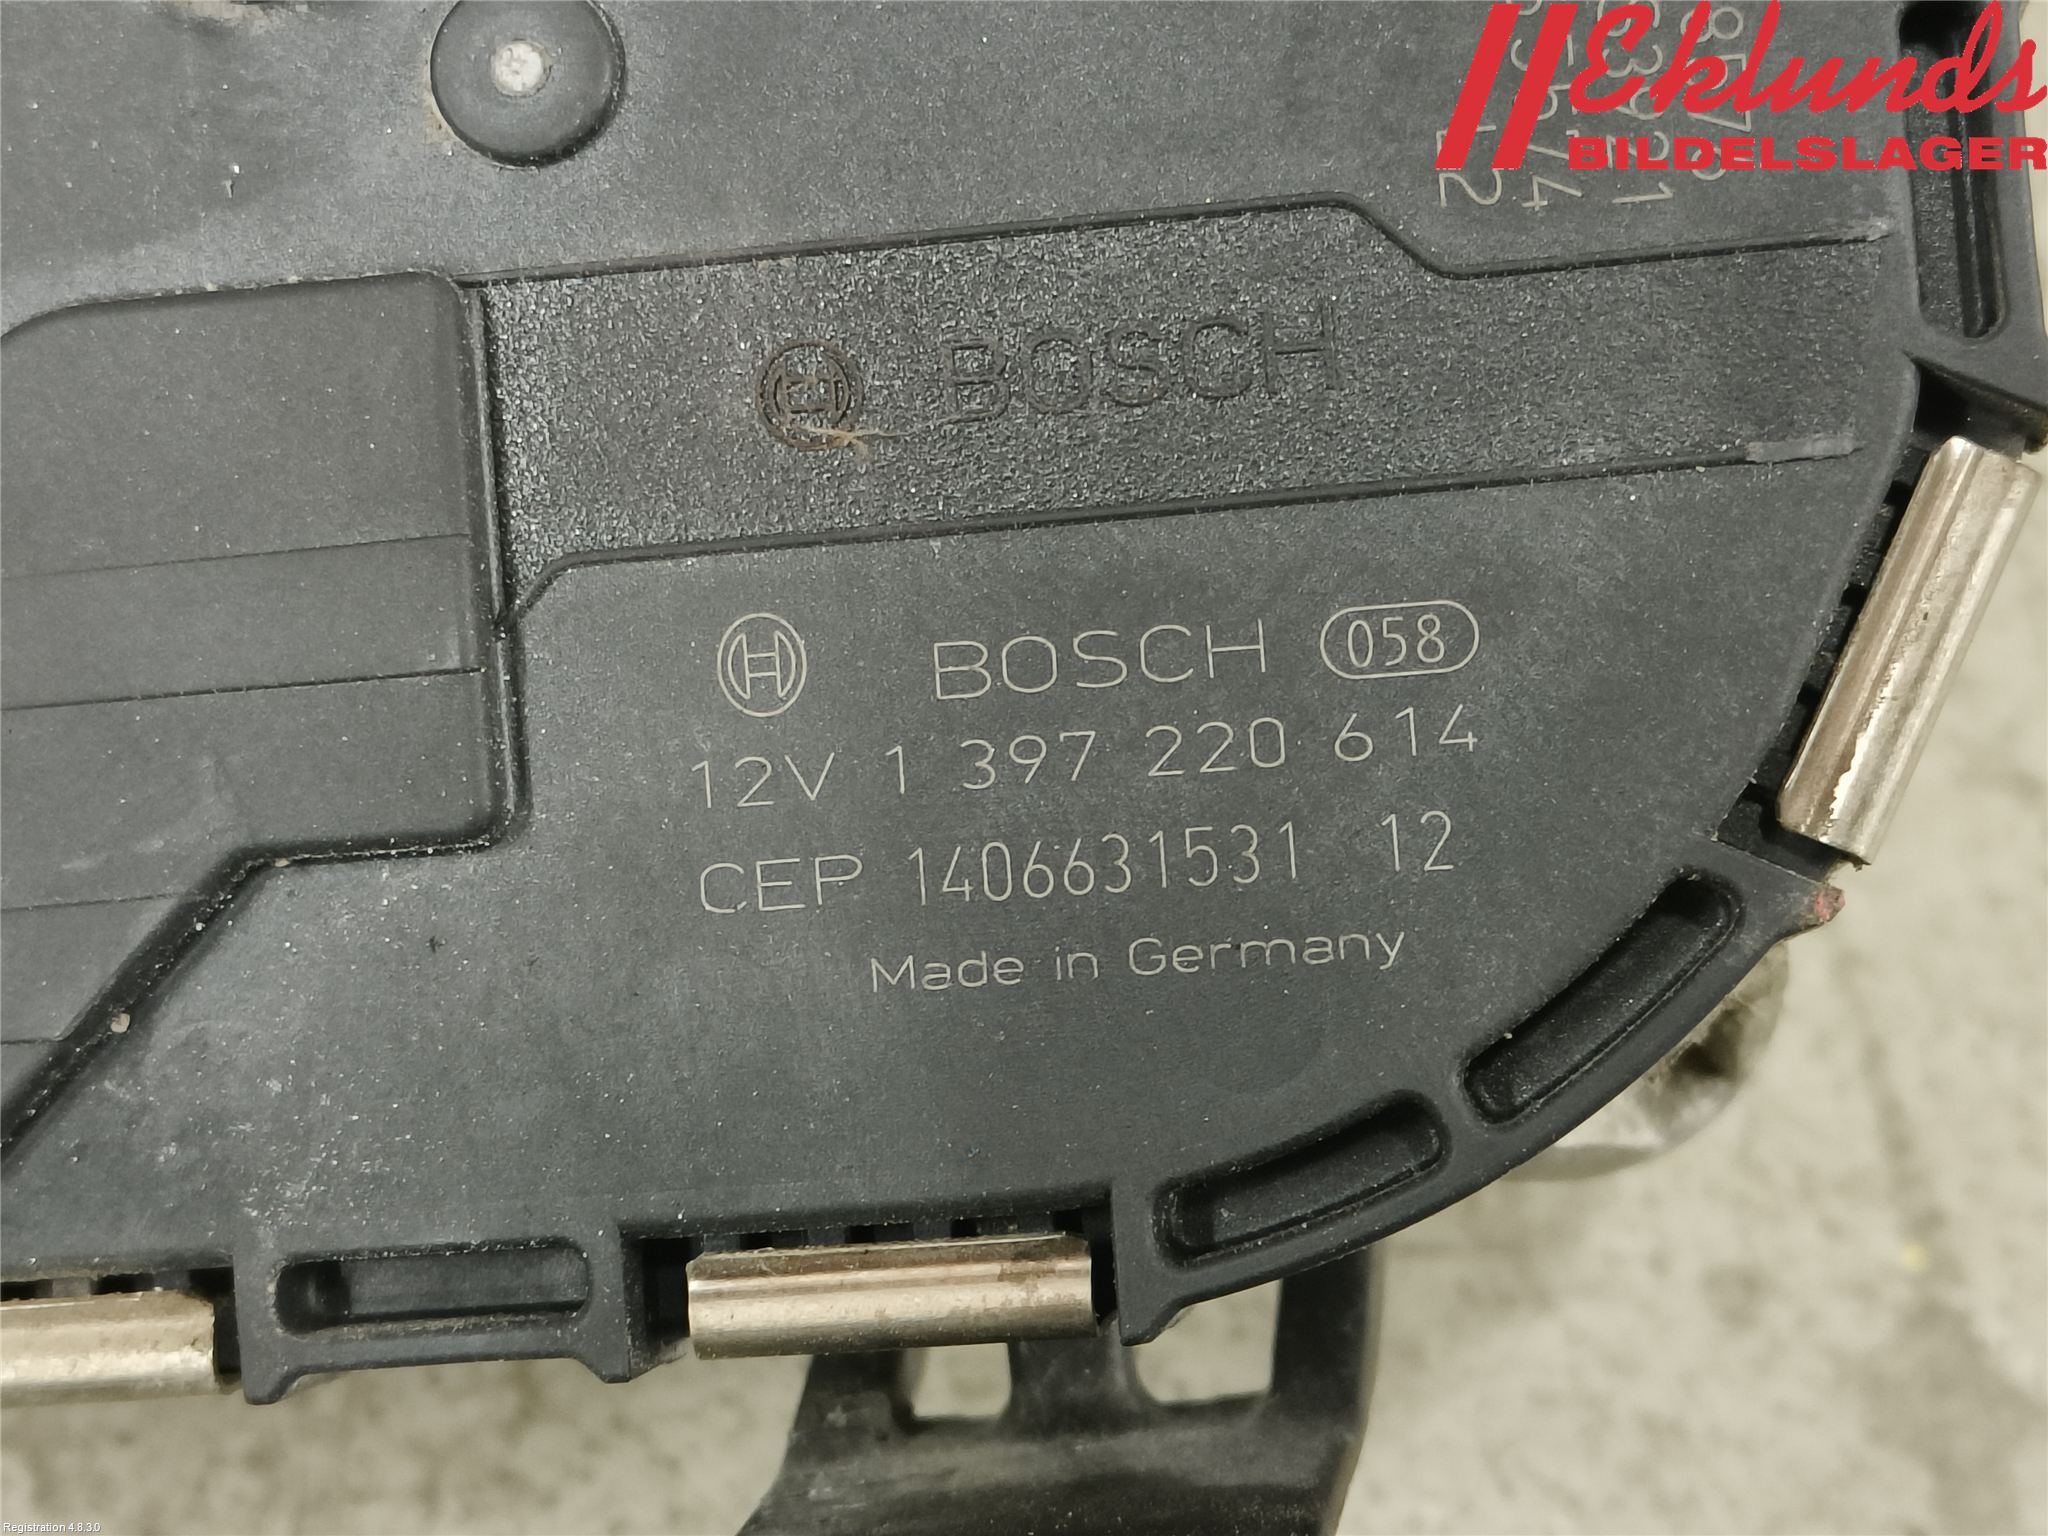 Eklunds
BILDELSLAGER
BOSCH
BOSCH 058
12V 1 397 220 614
CEP 1406631531 12
Made in Germany
Registration 4.8.3.0